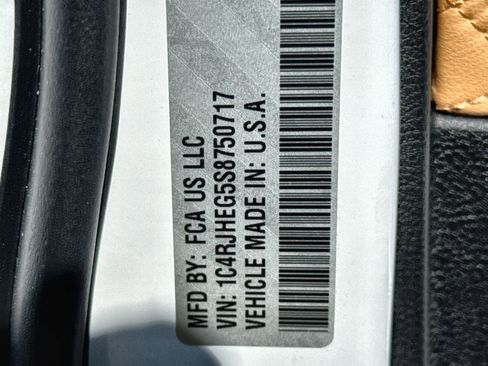 MFD BY: FCA US LLC
VIN: 1C4RJHEG5S8750717
VEHICLE MADE IN: U.S.A.